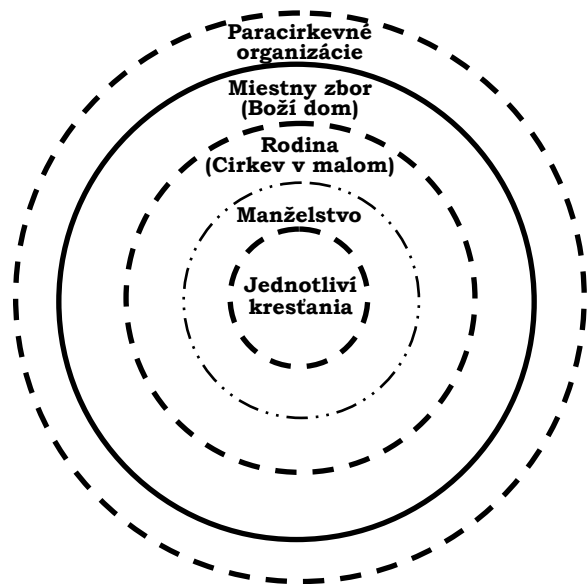 Paracirkevné
organizácie
Miestny zbor
(Boží dom)
Rodina
(Cirkev v malom)
Manželstvo
Jednotliví
kresťania